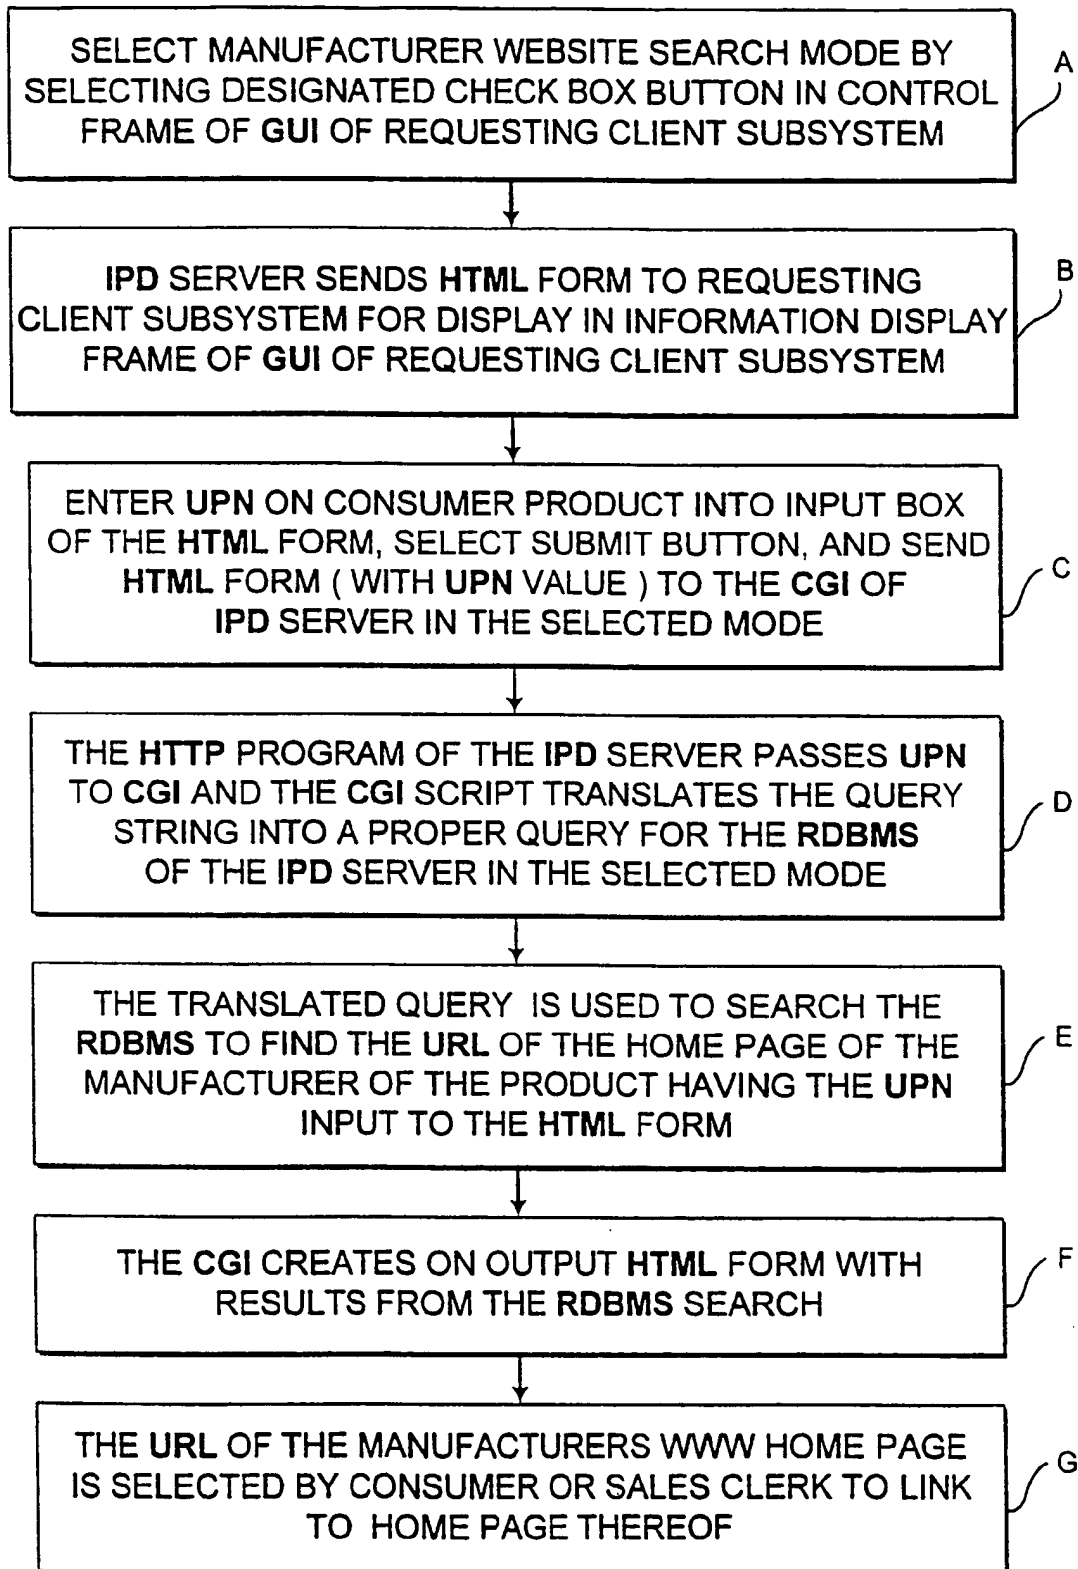 SELECT MANUFACTURER WEBSITE SEARCH MODE BY
SELECTING DESIGNATED CHECK BOX BUTTON IN CONTROL
FRAME OF GUI OF REQUESTING CLIENT SUBSYSTEM
A
IPD SERVER SENDS HTML FORM TO REQUESTING
CLIENT SUBSYSTEM FOR DISPLAY IN INFORMATION DISPLAY
FRAME OF GUI OF REQUESTING CLIENT SUBSYSTEM
B
ENTER UPN ON CONSUMER PRODUCT INTO INPUT BOX
OF THE HTML FORM, SELECT SUBMIT BUTTON, AND SEND
HTML FORM ( WITH UPN VALUE ) TO THE CGI OF
IPD SERVER IN THE SELECTED MODE
C
THE HTTP PROGRAM OF THE IPD SERVER PASSES UPN
TO CGI AND THE CGI SCRIPT TRANSLATES THE QUERY
STRING INTO A PROPER QUERY FOR THE RDBMS
OF THE IPD SERVER IN THE SELECTED MODE
D
THE TRANSLATED QUERY IS USED TO SEARCH THE
RDBMS TO FIND THE URL OF THE HOME PAGE OF THE
MANUFACTURER OF THE PRODUCT HAVING THE UPN
INPUT TO THE HTML FORM
E
THE CGI CREATES ON OUTPUT HTML FORM WITH
RESULTS FROM THE RDBMS SEARCH
F
THE URL OF THE MANUFACTURERS WWW HOME PAGE
IS SELECTED BY CONSUMER OR SALES CLERK TO LINK
TO HOME PAGE THEREOF
G